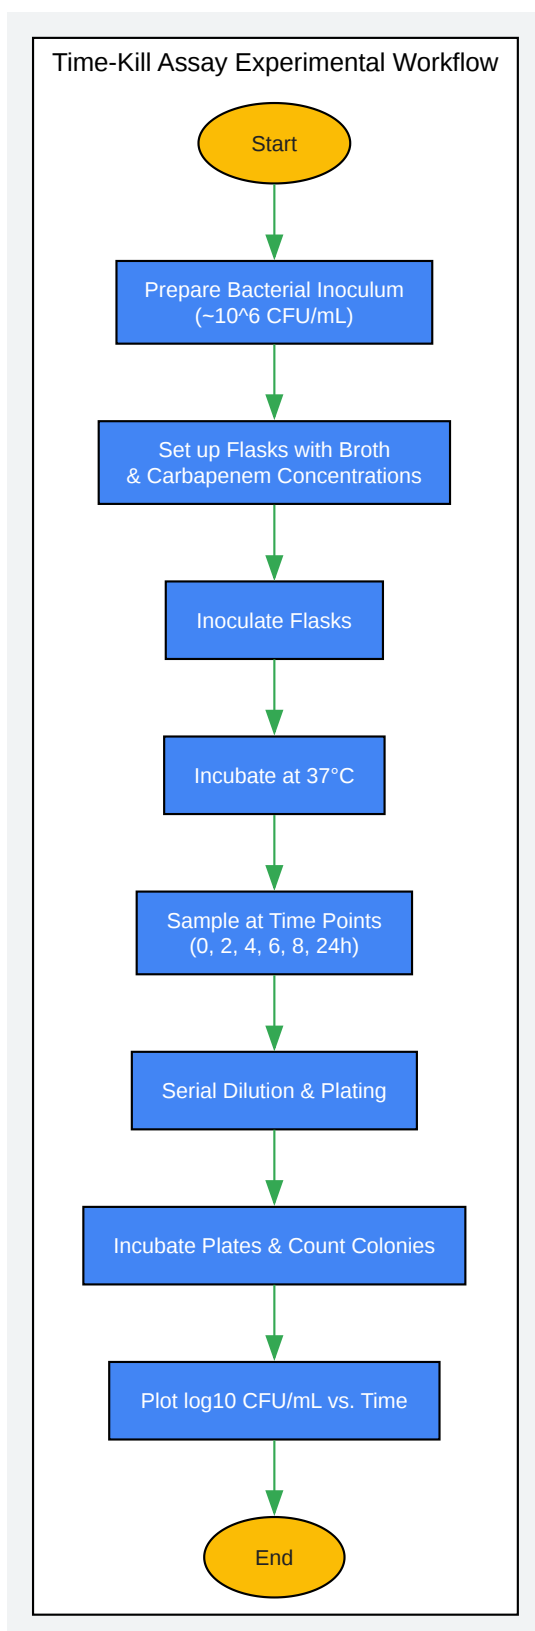 Time-Kill Assay Experimental Workflow
Start
Prepare Bacterial Inoculum
(~10^6 CFU/mL)
Set up Flasks with Broth
& Carbapenem Concentrations
Inoculate Flasks
Incubate at 37°C
Sample at Time Points
(0, 2, 4, 6, 8, 24h)
Serial Dilution & Plating
Incubate Plates & Count Colonies
Plot log10 CFU/mL vs. Time
End